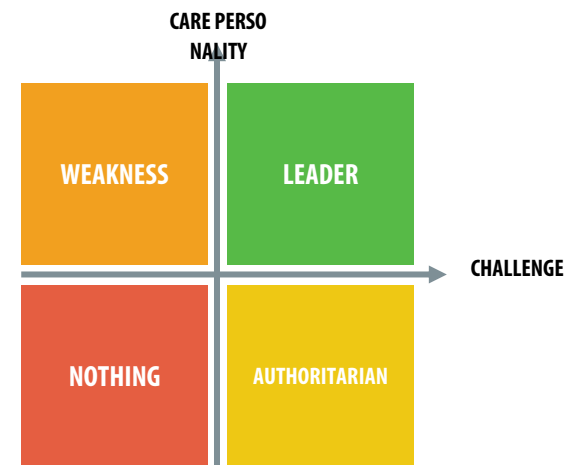 CARE PERSO
NALITY
WEAKNESS
LEADER
CHALLENGE
NOTHING
AUTHORITARIAN